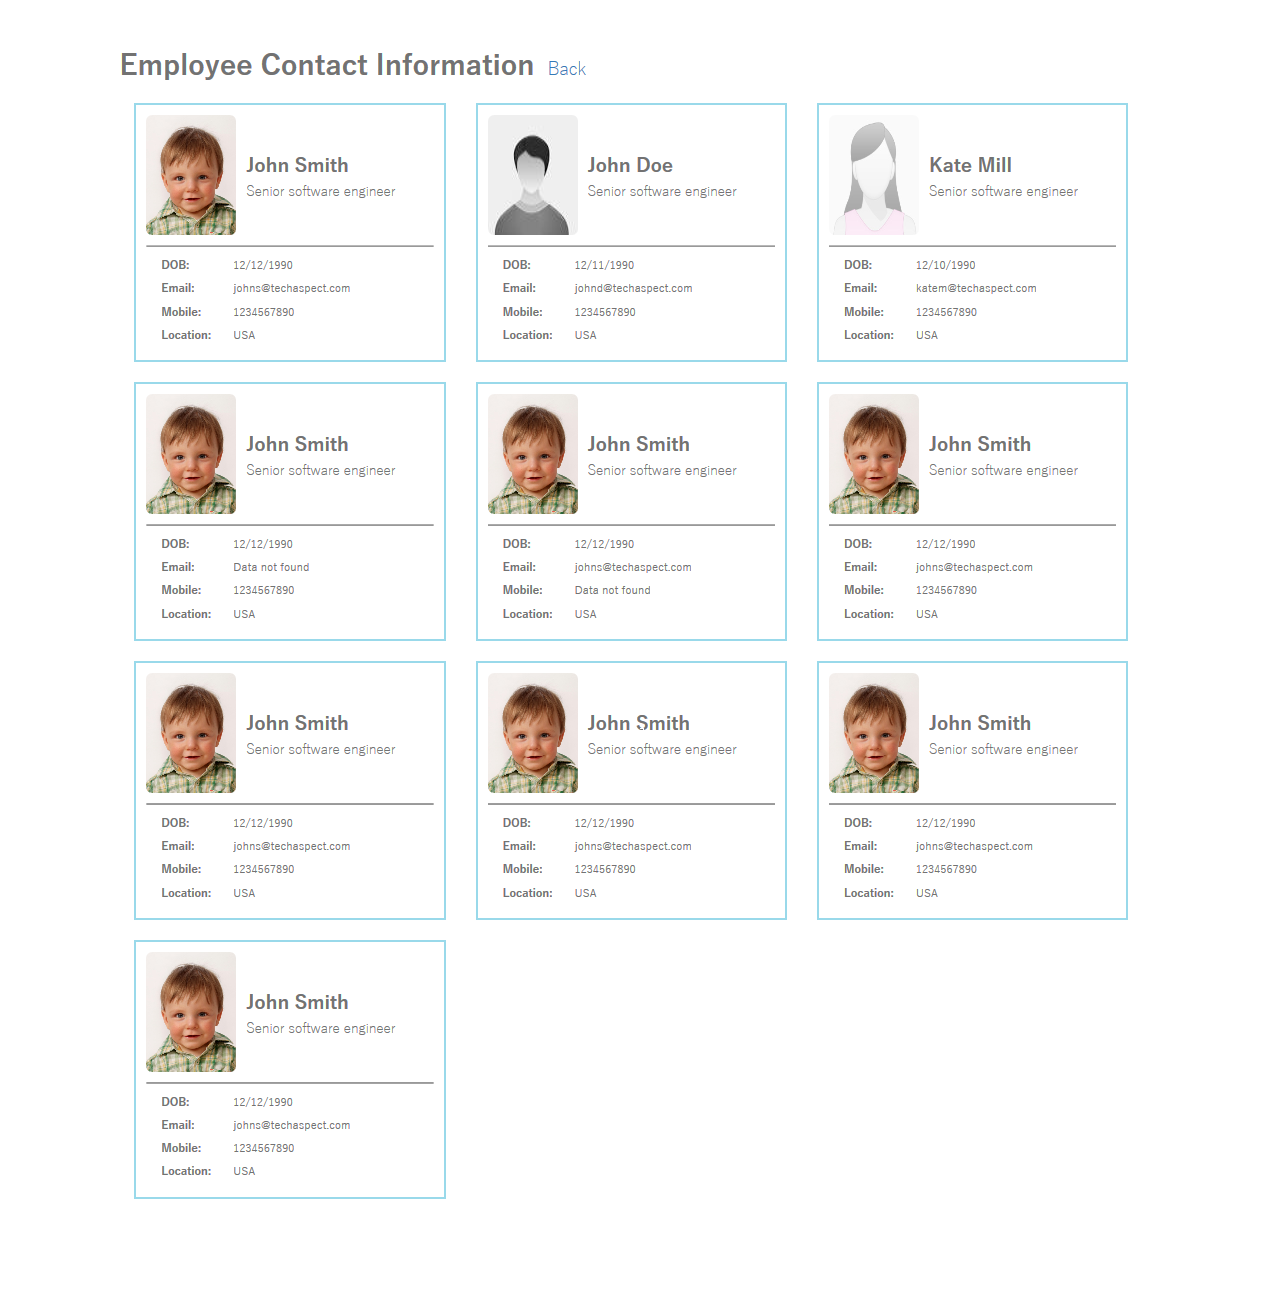 Employee Contact Information Back
John Smith
Senior software engineer
DOB: 12/12/1990
Email: johns@techaspect.com
Mobile: 1234567890
Location: USA
John Doe
Senior software engineer
DOB: 12/11/1990
Email: johnd@techaspect.com
Mobile: 1234567890
Location: USA
Kate Mill
Senior software engineer
DOB: 12/10/1990
Email: katem@techaspect.com
Mobile: 1234567890
Location: USA
John Smith
Senior software engineer
DOB: 12/12/1990
Email: Data not found
Mobile: 1234567890
Location: USA
John Smith
Senior software engineer
DOB: 12/12/1990
Email: johns@techaspect.com
Mobile: Data not found
Location: USA
John Smith
Senior software engineer
DOB: 12/12/1990
Email: johns@techaspect.com
Mobile: 1234567890
Location: USA
John Smith
Senior software engineer
DOB: 12/12/1990
Email: johns@techaspect.com
Mobile: 1234567890
Location: USA
John Smith
Senior software engineer
DOB: 12/12/1990
Email: johns@techaspect.com
Mobile: 1234567890
Location: USA
John Smith
Senior software engineer
DOB: 12/12/1990
Email: johns@techaspect.com
Mobile: 1234567890
Location: USA
John Smith
Senior software engineer
DOB: 12/12/1990
Email: johns@techaspect.com
Mobile: 1234567890
Location: USA